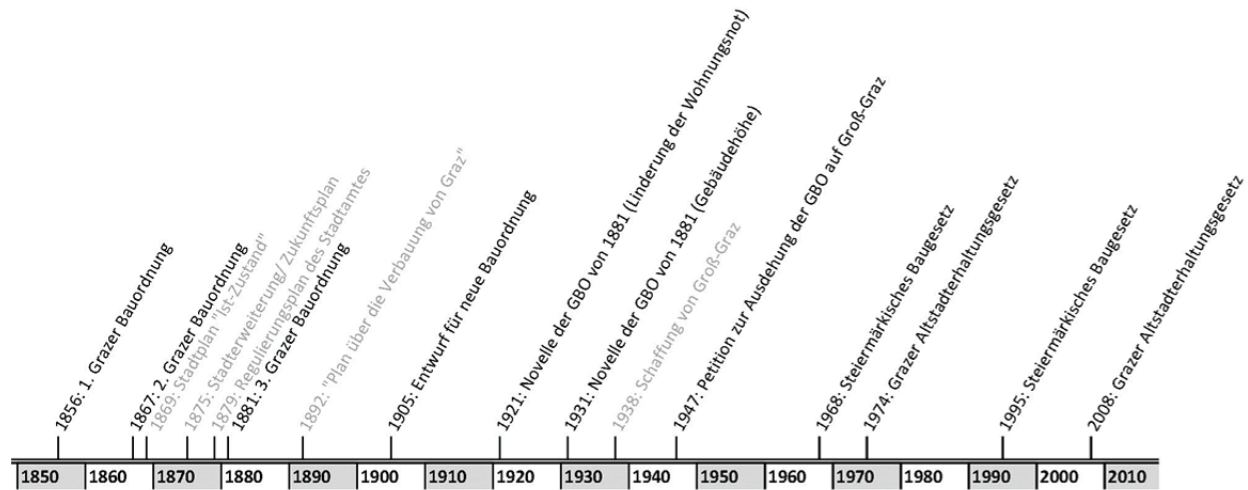 1856: 1. Grazer Bauordnung
1867: 2. Grazer Bauordnung
1869: Stadtplan "Ist-Zustand"
1875: Stadterweiterung/ Zukunftsplan
1879: Regulierungsplan des Stadtamtes
1881: 3. Grazer Bauordnung
1892: "Plan über die Verbauung von Graz"
1905: Entwurf für neue Bauordnung
1921: Novelle der GBO von 1881 (Linderung der Wohnungsnot)
1931: Novelle der GBO von 1881 (Gebäudehöhe)
1938: Schaffung von Groß-Graz
1947: Petition zur Ausdehung der GBO auf Groß-Graz
1968: Steiermärkisches Baugesetz
1974: Grazer Altstadterhaltungsgesetz
1995: Steiermärkisches Baugesetz
2008: Grazer Altstadterhaltungsgesetz
1850 1860 1870 1880 1890 1900 1910 1920 1930 1940 1950 1960 1970 1980 1990 2000 2010